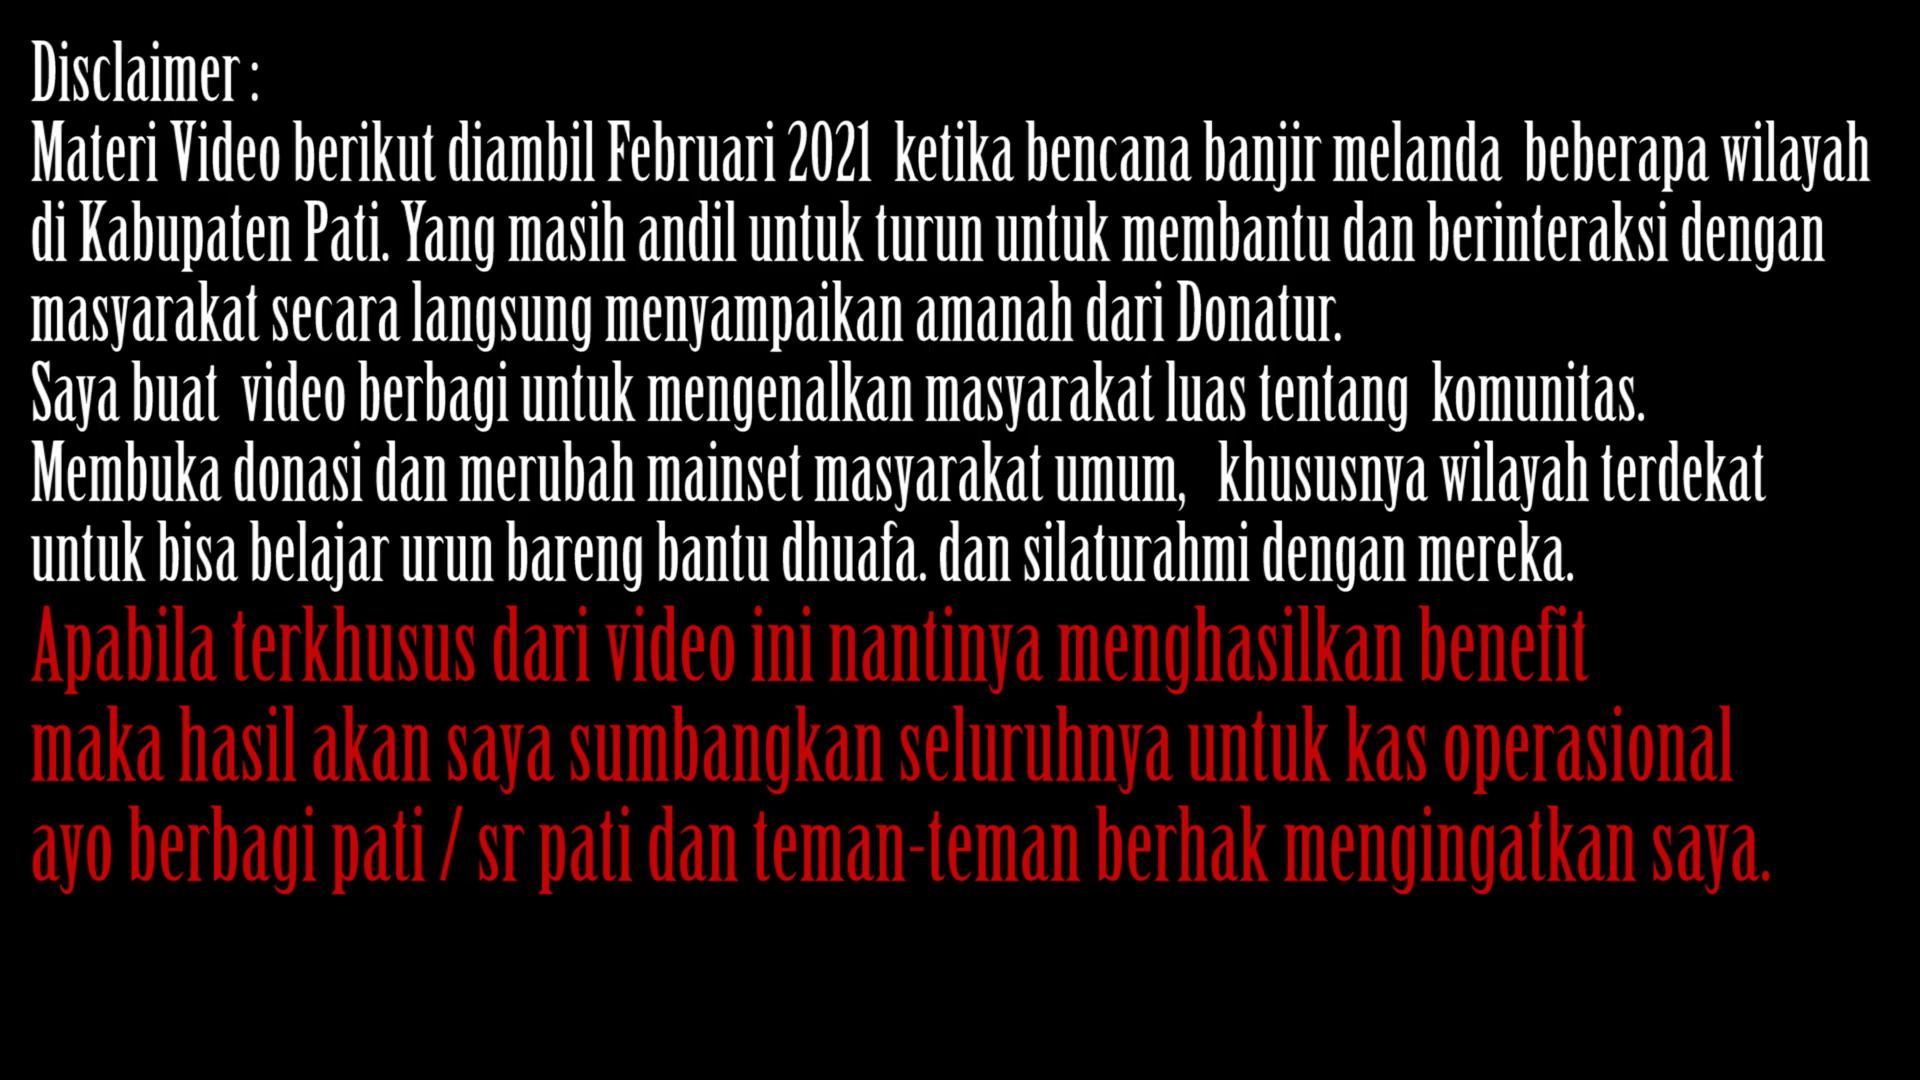 Disclaimer :
Materi Video berikut diambil Februari 2021 ketika bencana banjir melanda beberapa wilayah
di Kabupaten Pati. Yang masih andil untuk turun untuk membantu dan berinteraksi dengan
masyarakat secara langsung menyampaikan amanah dari Donatur.
Saya buat video berbagi untuk mengenalkan masyarakat luas tentang komunitas.
Membuka donasi dan merubah mainset masyarakat umum, khususnya wilayah terdekat
untuk bisa belajar urun bareng bantu dhuafa. dan silaturahmi dengan mereka.
Apabila terkhusus dari video ini nantinya menghasilkan benefit
maka hasil akan saya sumbangkan seluruhnya untuk kas operasional
ayo berbagi pati / sr pati dan teman-teman berhak mengingatkan saya.